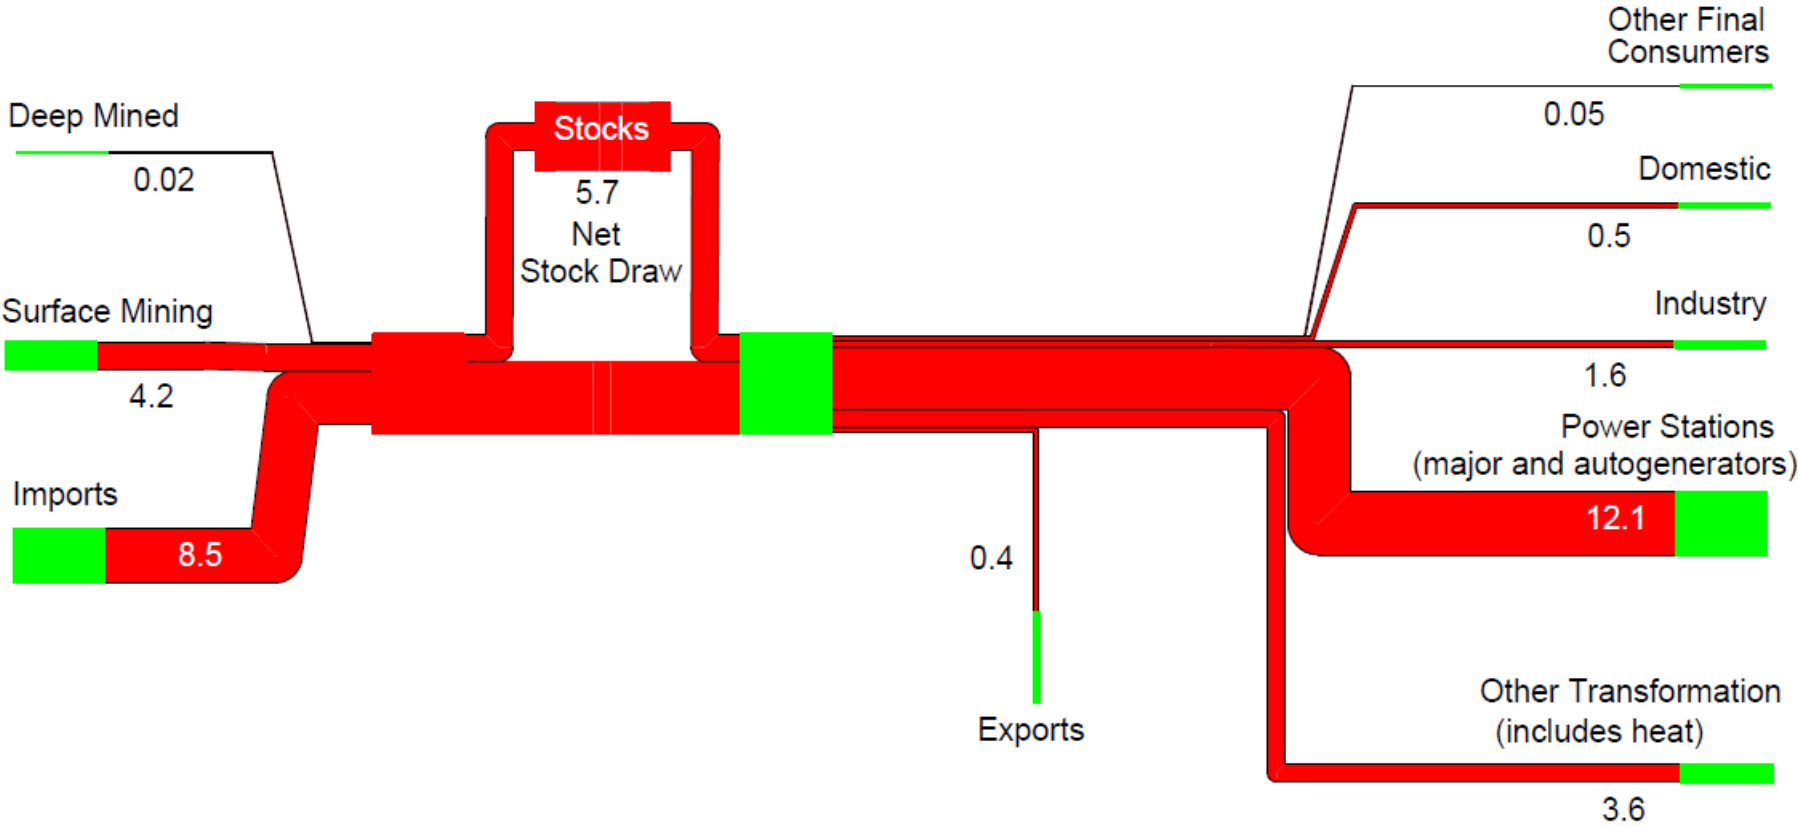 Other Final
Consumers
0.05
Deep Mined
0.02
Stocks
5.7
Net
Stock Draw
Domestic
0.5
Surface Mining
4.2
Industry
1.6
Power Stations
(major and autogenerators)
12.1
Imports
8.5
0.4
Exports
Other Transformation
(includes heat)
3.6